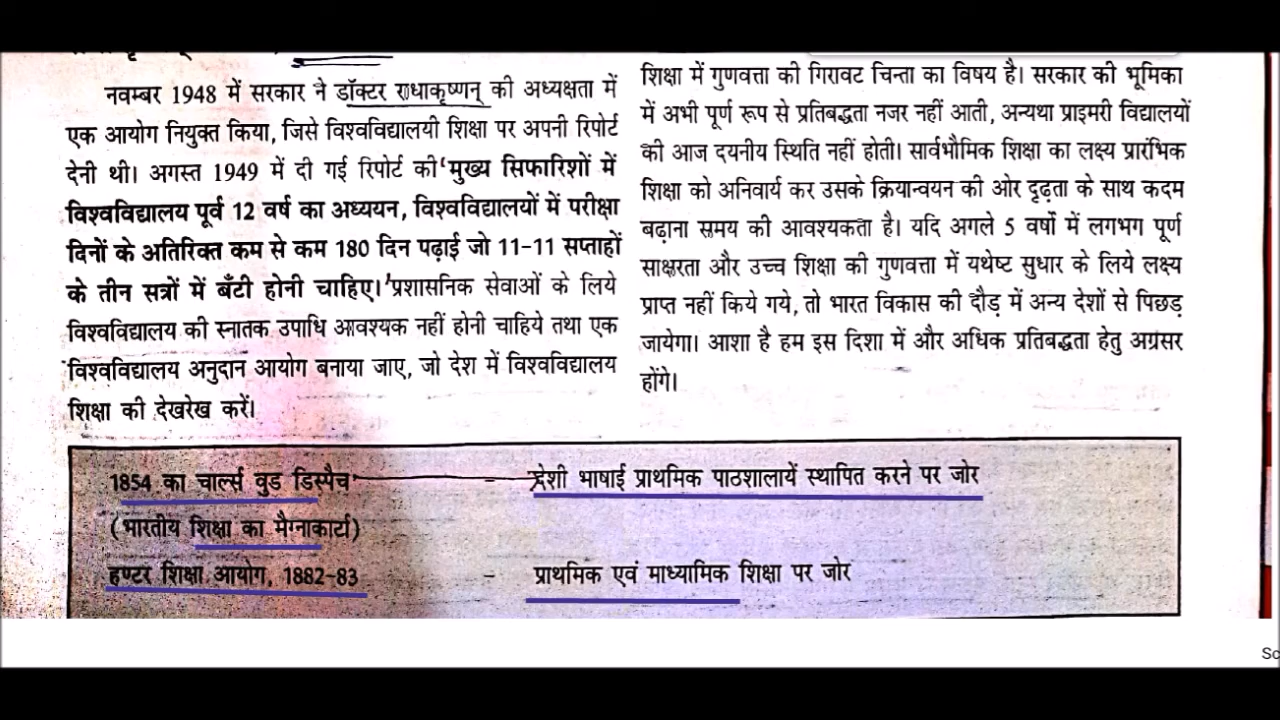 नवम्बर 1948 में सरकार ने डॉक्टर राधाकृष्णन् की अध्यक्षता में
एक आयोग नियुक्त किया, जिसे विश्वविद्यालयी शिक्षा पर अपनी रिपोर्ट
देनी थी। अगस्त 1949 में दी गई रिपोर्ट की 'मुख्य सिफारिशों में
विश्वविद्यालय पूर्व 12 वर्ष का अध्ययन, विश्वविद्यालयों में परीक्षा
दिनों के अतिरिक्त कम से कम 180 दिन पढ़ाई जो 11-11 सप्ताहों
के तीन सत्रों में बँटी होनी चाहिए।' प्रशासनिक सेवाओं के लिये
विश्वविद्यालय की स्नातक उपाधि आवश्यक नहीं होनी चाहिये तथा एक
विश्वविद्यालय अनुदान आयोग बनाया जाए, जो देश में विश्वविद्यालय
शिक्षा की देखरेख करें।
शिक्षा में गुणवत्ता की गिरावट चिन्ता का विषय है। सरकार की भूमिका
में अभी पूर्ण रूप से प्रतिबद्धता नजर नहीं आती, अन्यथा प्राइमरी विद्यालयों
की आज दयनीय स्थिति नहीं होती। सार्वभौमिक शिक्षा का लक्ष्य प्रारंभिक
शिक्षा को अनिवार्य कर उसके क्रियान्वयन की ओर दृढ़ता के साथ कदम
बढ़ाना समय की आवश्यकता है। यदि अगले 5 वर्षो में लगभग पूर्ण
साक्षरता और उच्च शिक्षा की गुणवत्ता में यथेष्ट सुधार के लिये लक्ष्य
प्राप्त नहीं किये गये, तो भारत विकास की दौड़ में अन्य देशों से पिछड़
जायेगा। आशा है हम इस दिशा में और अधिक प्रतिबद्धता हेतु अग्रसर
होंगे।
1854 का चार्ल्स वुड डिस्पैच - देशी भाषाई प्राथमिक पाठशालायें स्थापित करने पर जोर
(भारतीय शिक्षा का मैग्नाकार्टा)
हण्टर शिक्षा आयोग, 1882-83 - प्राथमिक एवं माध्यामिक शिक्षा पर जोर
Sc